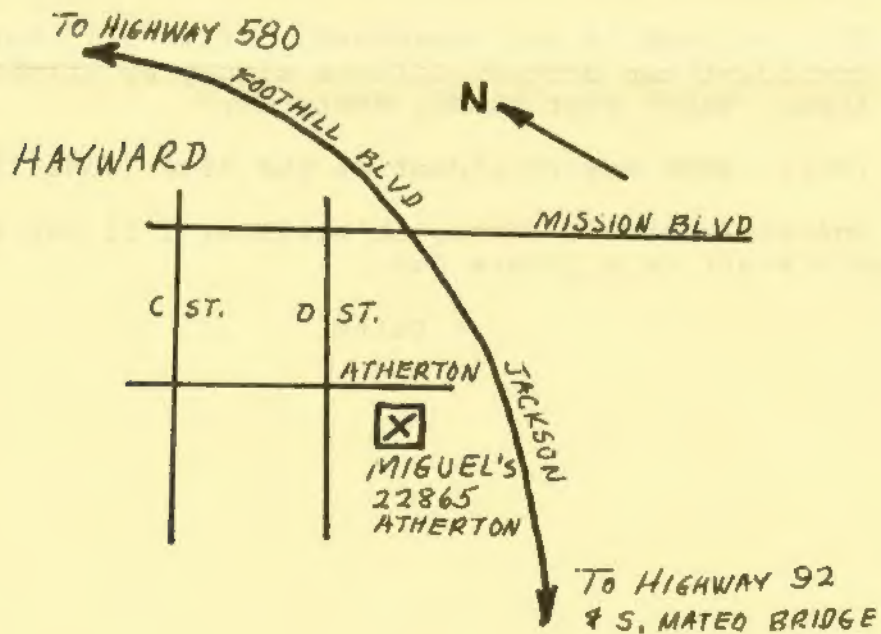 TO HIGHWAY 580
FOOTHILL BLVD
N
HAYWARD
MISSION BLVD
C ST.
D ST.
ATHERTON
JACKSON
X
MIGUEL'S
22865
ATHERTON
TO HIGHWAY 92
& S, MATEO BRIDGE